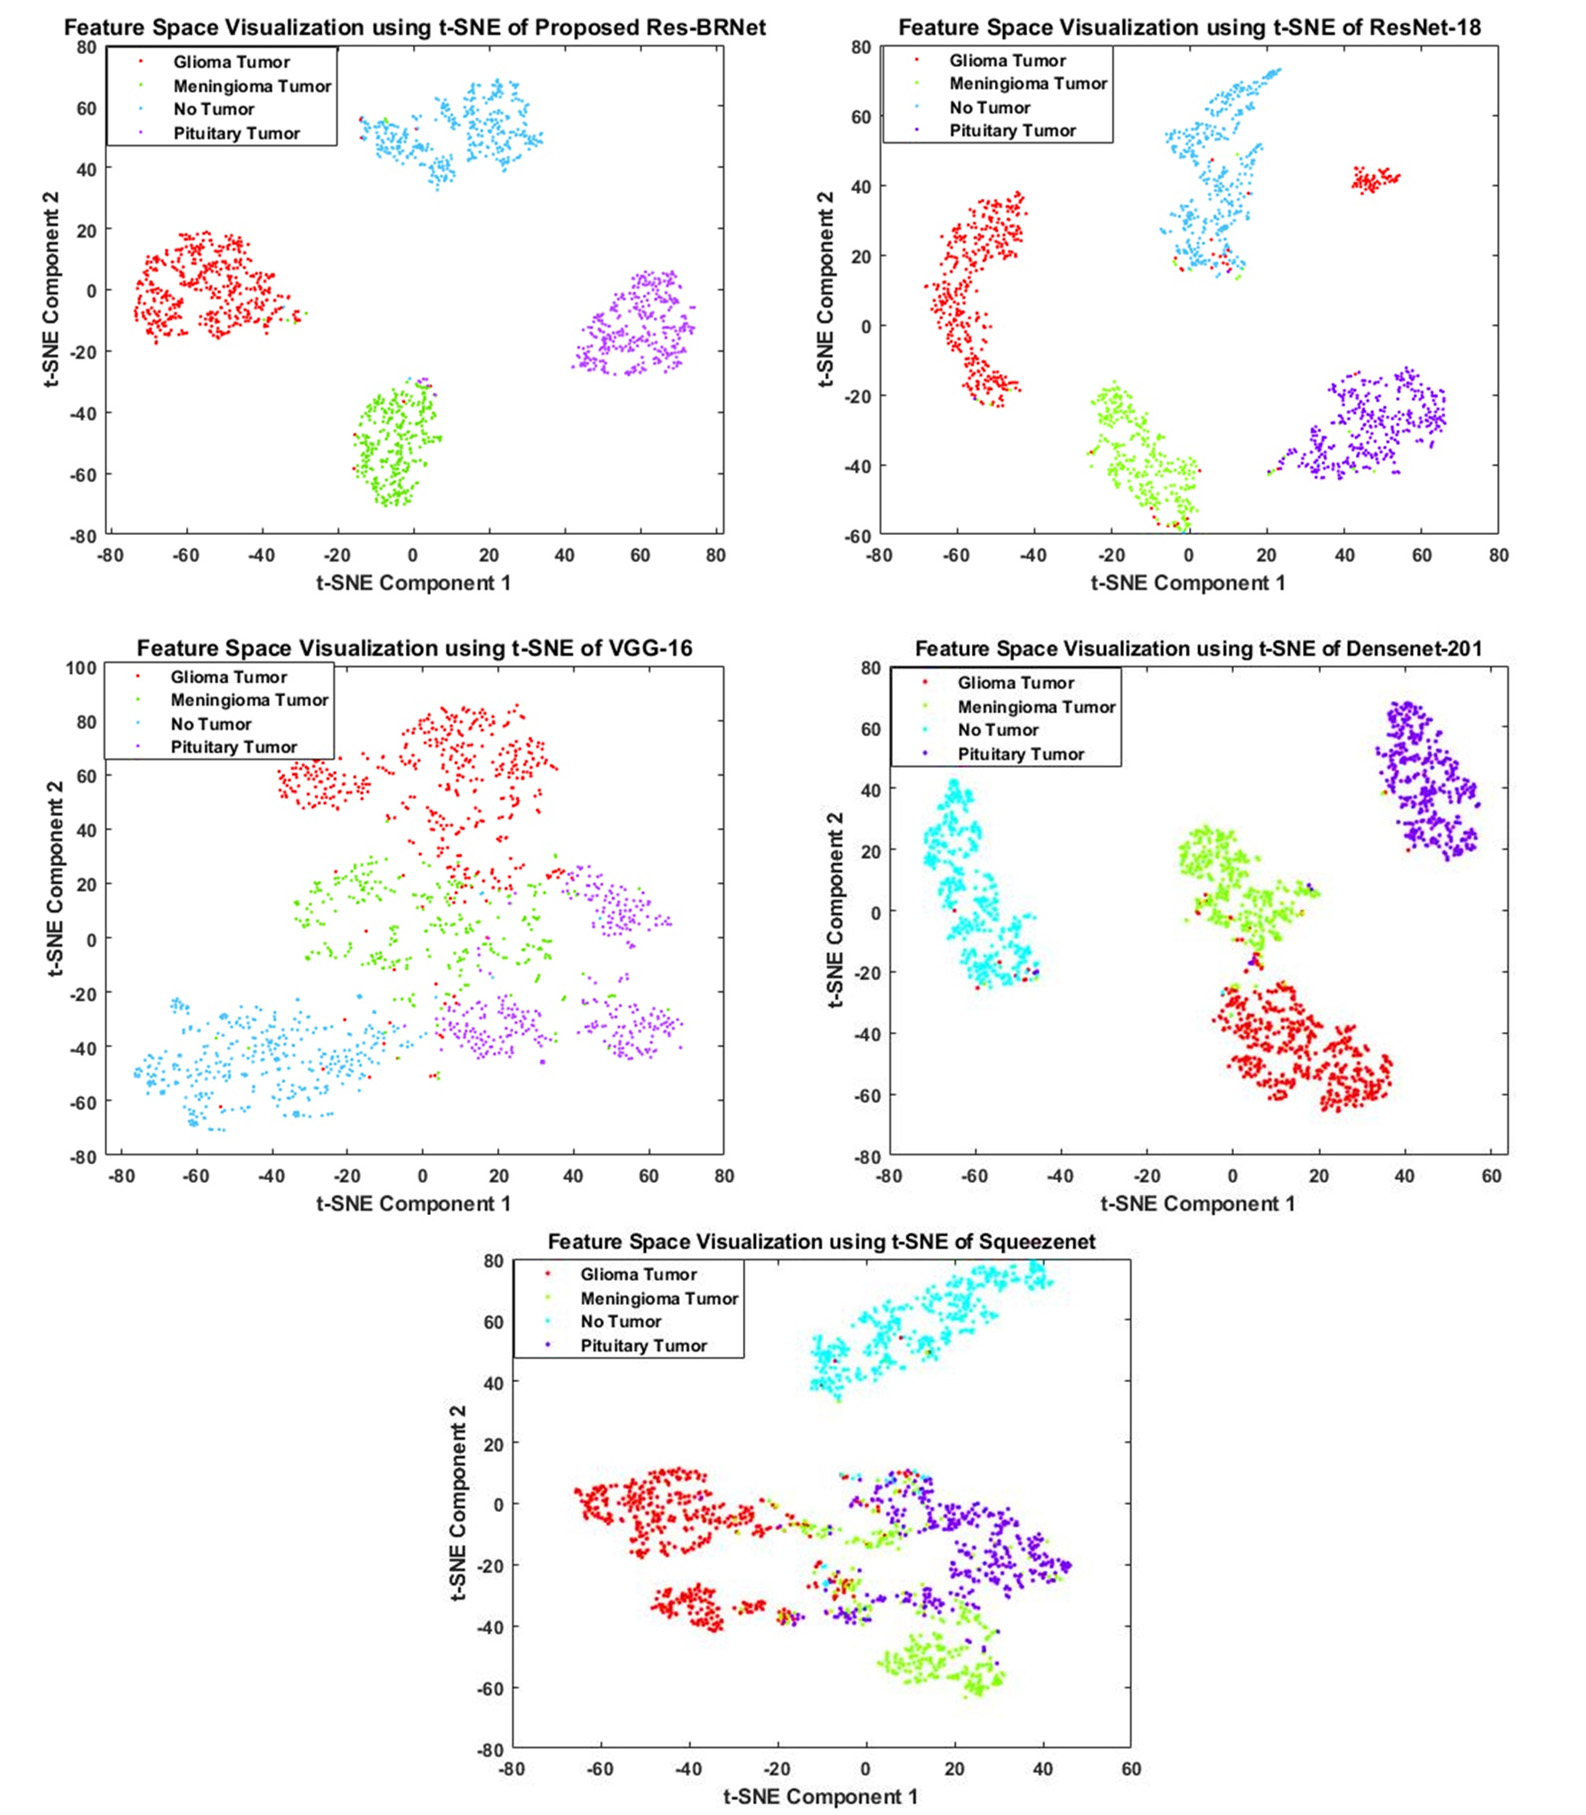 Feature Space Visualization using t-SNE of Proposed Res-BRNet
Glioma Tumor
Meningioma Tumor
No Tumor
Pituitary Tumor
80
60
40
20
0
-20
-40
-60
-80
t-SNE Component 2
-80 -60 -40 -20 0 20 40 60 80
t-SNE Component 1
Feature Space Visualization using t-SNE of ResNet-18
Glioma Tumor
Meningioma Tumor
No Tumor
Pituitary Tumor
80
60
40
20
0
-20
-40
-60
t-SNE Component 2
-80 -60 -40 -20 0 20 40 60 80
t-SNE Component 1
Feature Space Visualization using t-SNE of VGG-16
Glioma Tumor
Meningioma Tumor
No Tumor
Pituitary Tumor
100
80
60
40
20
0
-20
-40
-60
-80
t-SNE Component 2
-80 -60 -40 -20 0 20 40 60 80
t-SNE Component 1
Feature Space Visualization using t-SNE of Densenet-201
Glioma Tumor
Meningioma Tumor
No Tumor
Pituitary Tumor
80
60
40
20
0
-20
-40
-60
-80
t-SNE Component 2
-80 -60 -40 -20 0 20 40 60
t-SNE Component 1
Feature Space Visualization using t-SNE of Squeezenet
Glioma Tumor
Meningioma Tumor
No Tumor
Pituitary Tumor
80
60
40
20
0
-20
-40
-60
-80
t-SNE Component 2
-80 -60 -40 -20 0 20 40 60
t-SNE Component 1